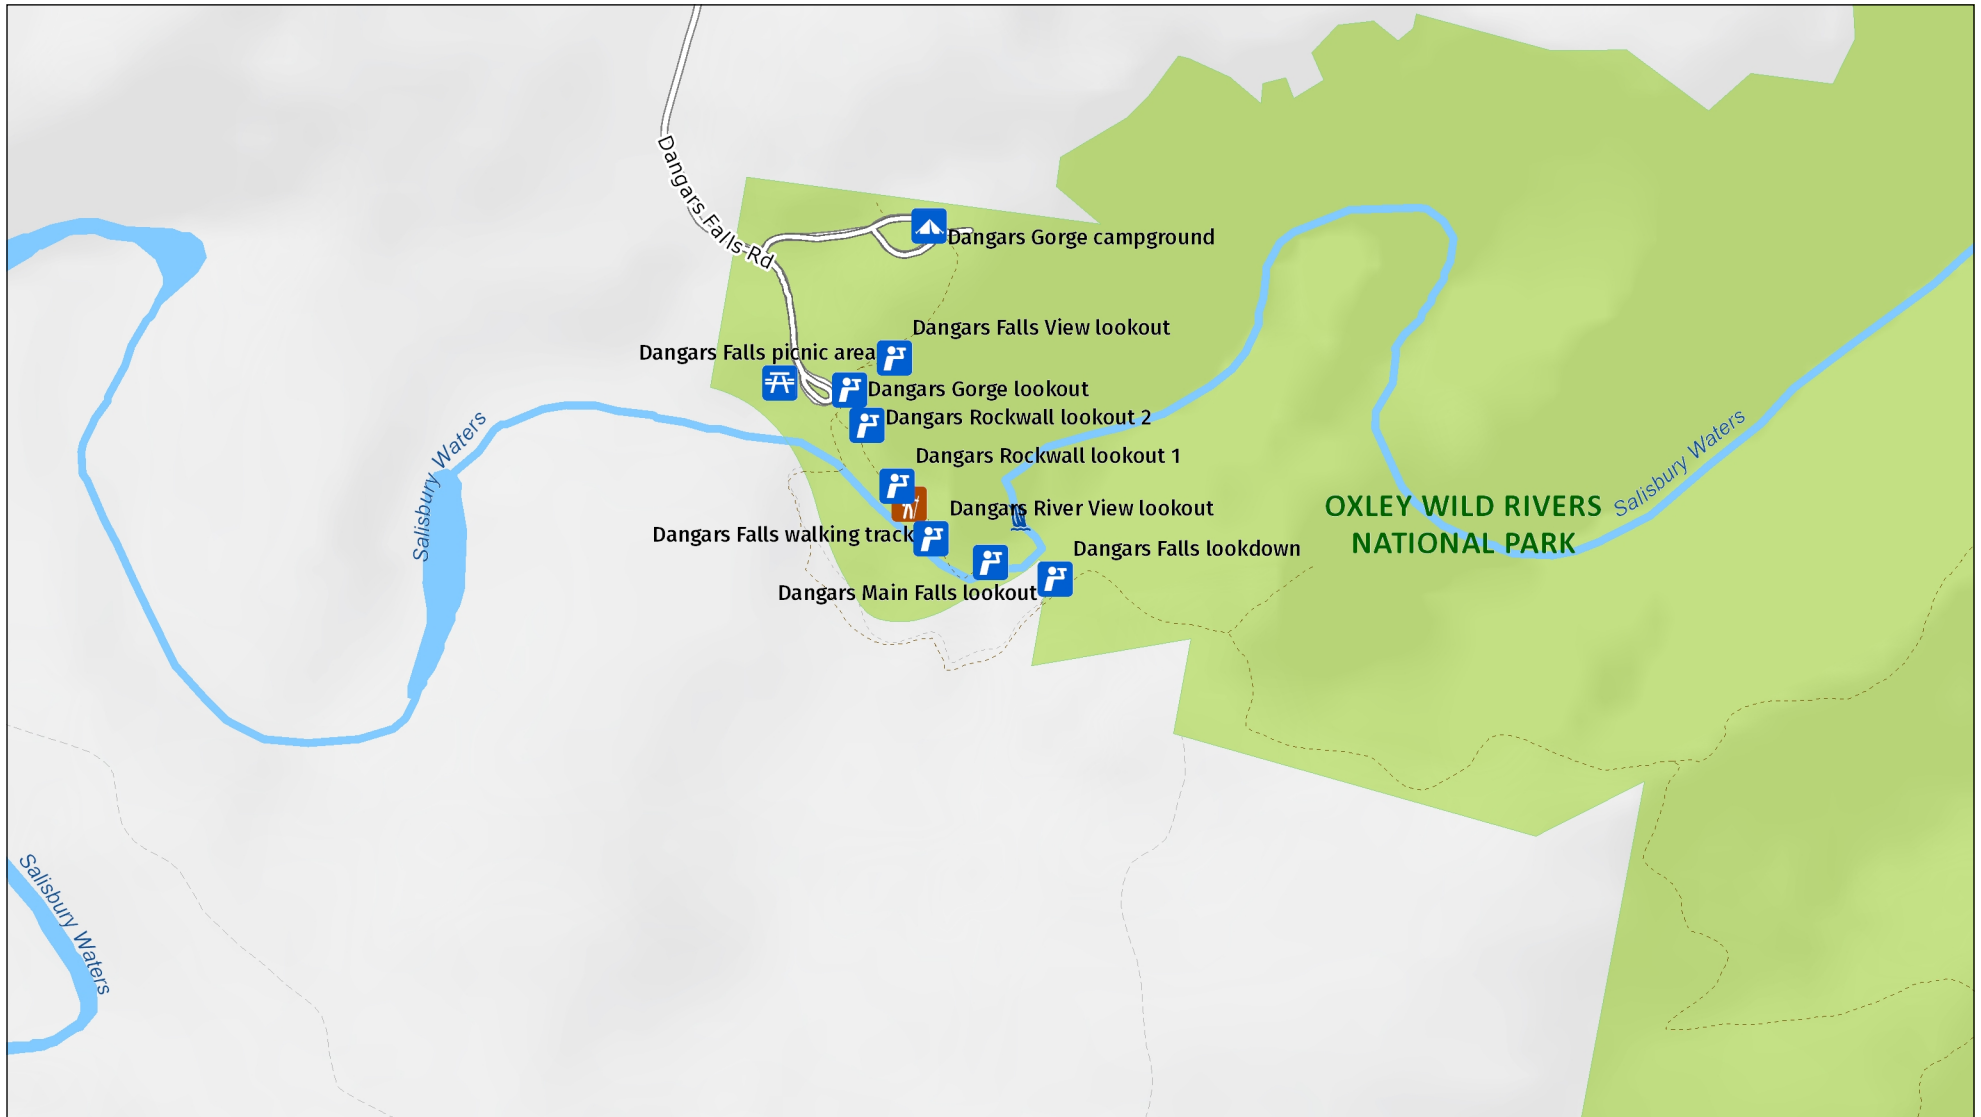 Dangars Falls Rd
Dangars Gorge campground
Dangars Falls View lookout
Dangars Falls picnic area
Dangars Gorge lookout
Dangars Rockwall lookout 2
Salisbury Waters
Salisbury Waters
Dangars Rockwall lookout 1
OXLEY WILD RIVERS
NATIONAL PARK
Dangars River View lookout
Dangars Falls walking track
Dangars Falls lookdown
Dangars Main Falls lookout
Salisbury Waters